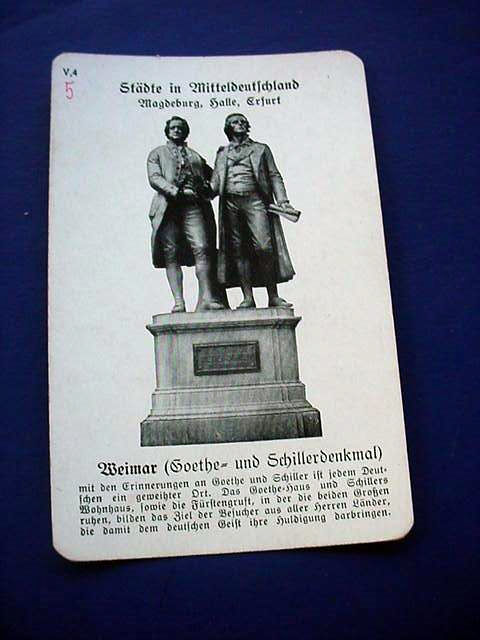 V,4
5
Städte in Mitteldeutschland
Magdeburg, Halle, Erfurt
Weimar (Goethe- und Schillerdenkmal)
mit den Erinnerungen an Goethe und Schiller ist jedem Deut-
schen ein geweihter Ort. Das Goethe-Haus und Schillers
Wohnhaus, sowie die Fürstengruft, in der die beiden Großen
ruhen, bilden das Ziel der Besucher aus aller Herren Länder,
die damit dem deutschen Geist ihre Huldigung darbringen.